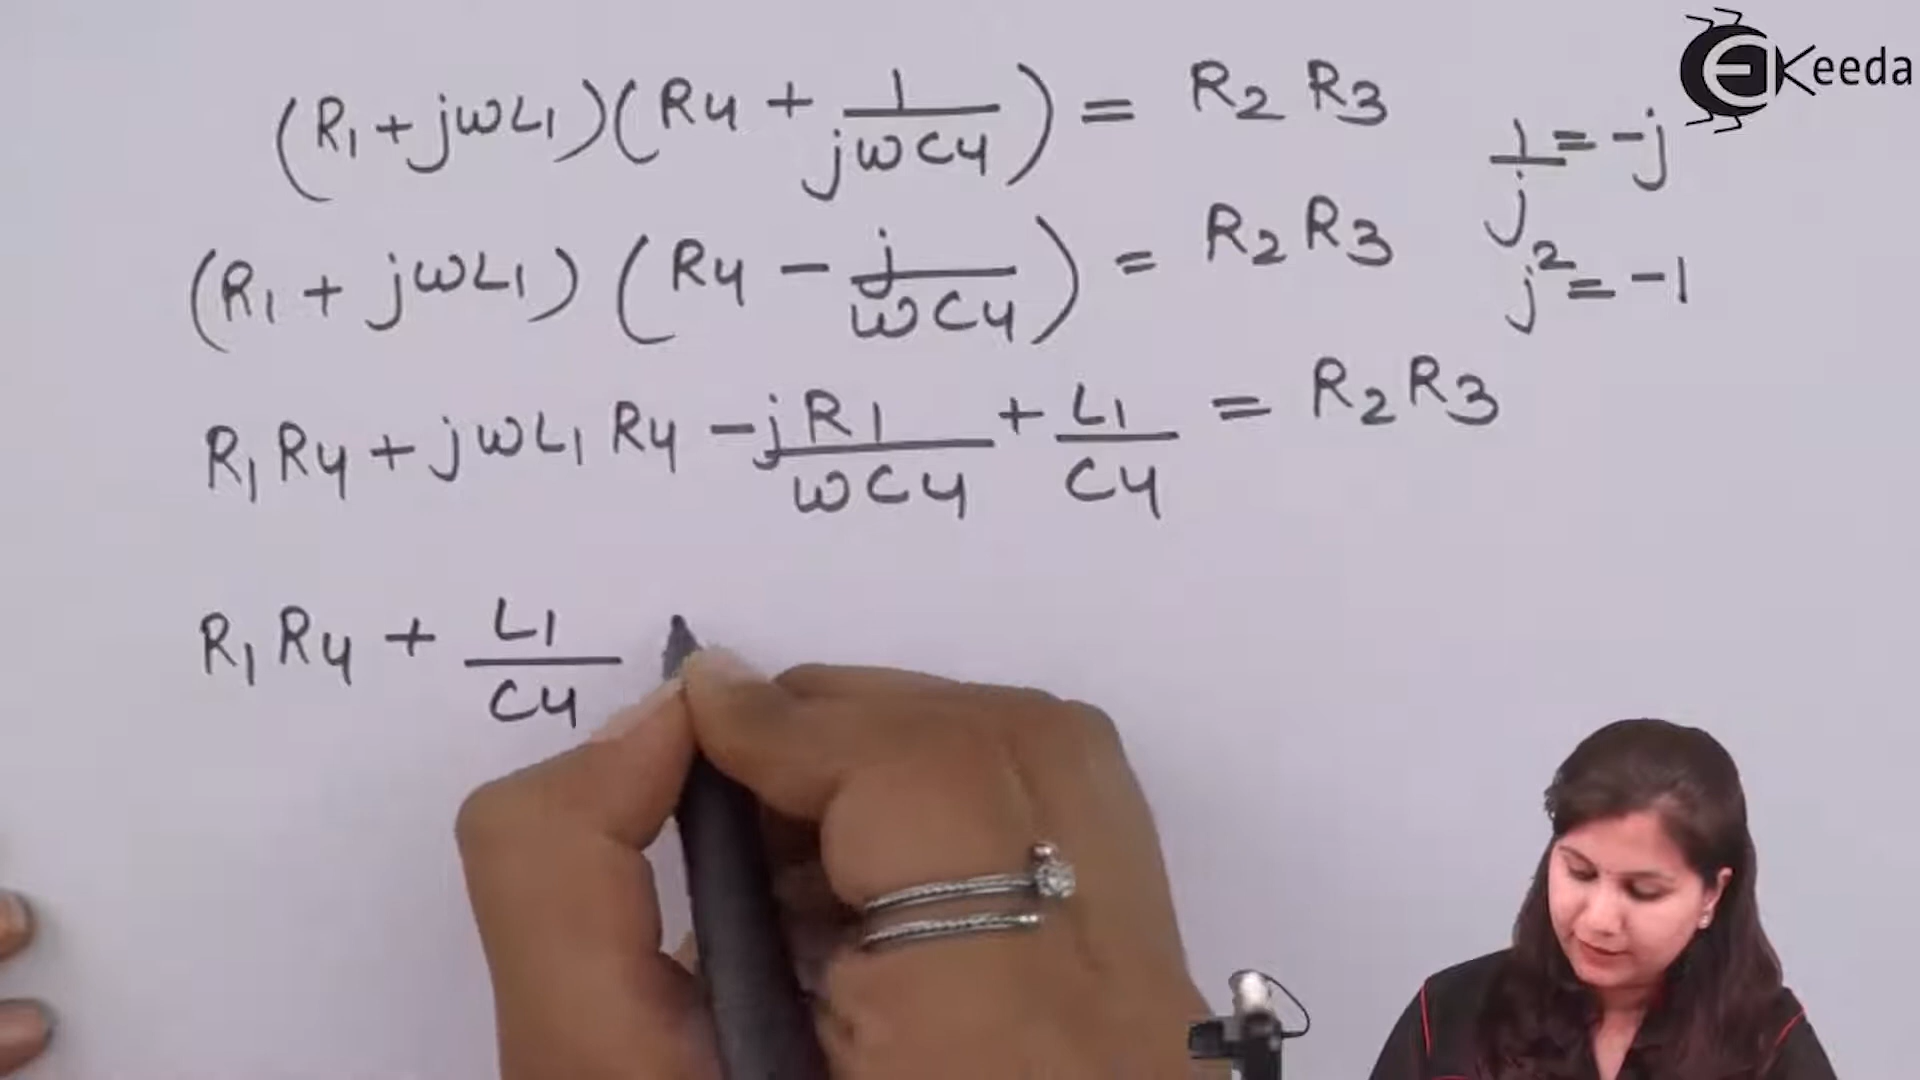 EKeeda
(R1 + jωL1)(R4 + 1/jωC4) = R2 R3
1/j = -j
(R1 + jωL1) (R4 - j/ωC4) = R2 R3
j² = -1
R1 R4 + jωL1 R4 - jR1/ωC4 + L1/C4 = R2 R3
R1 R4 + L1/C4